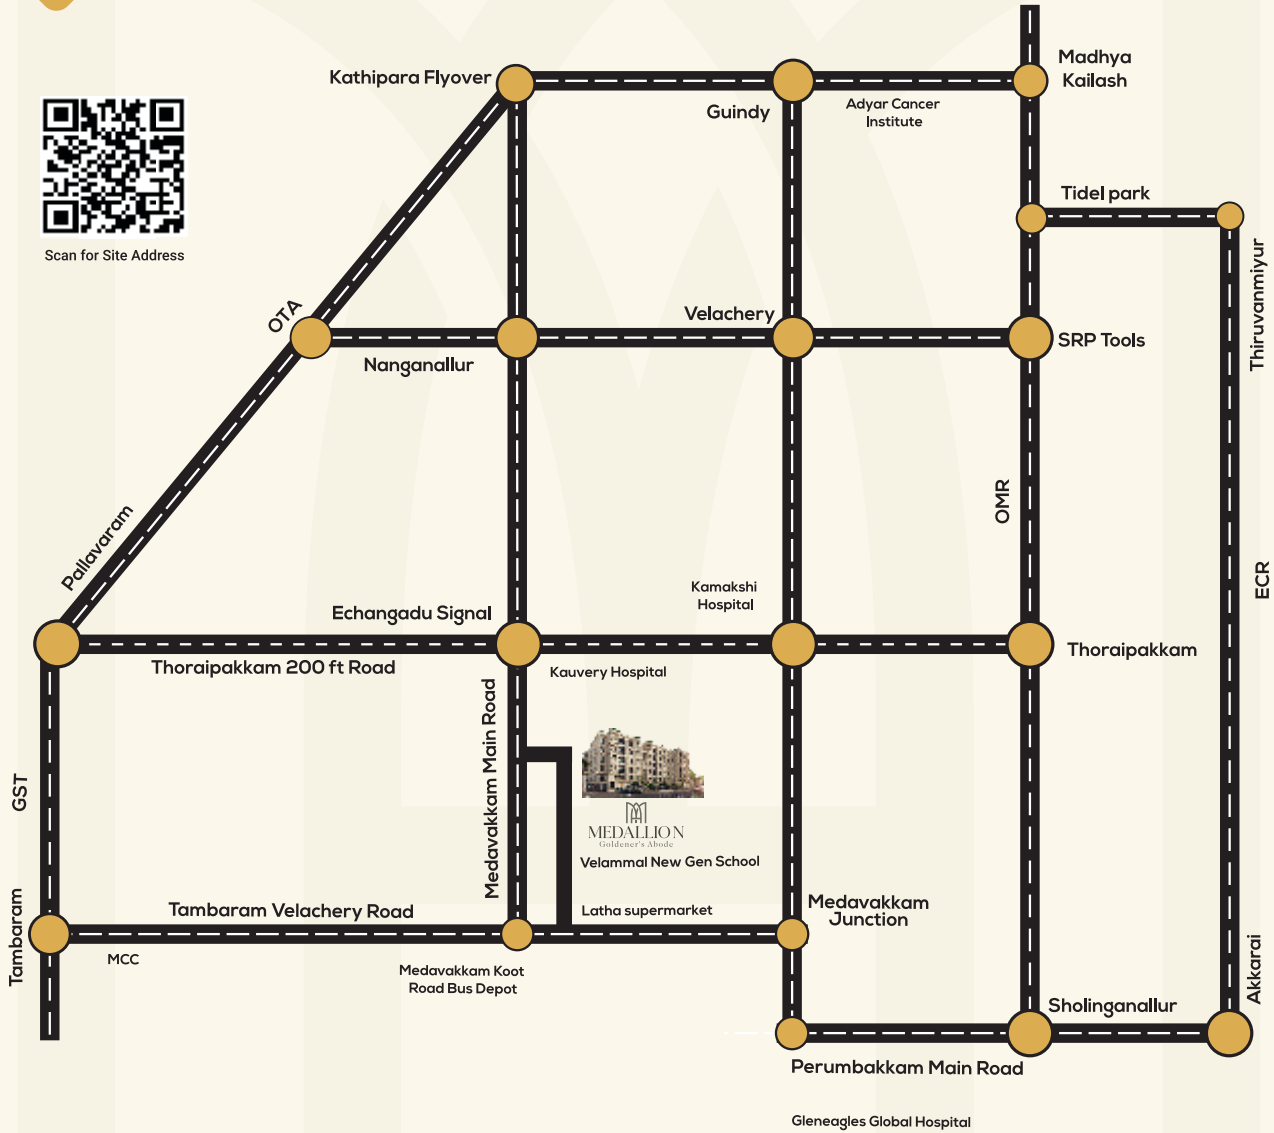 Madhya
Kailash
Kathipara Flyover
Guindy
Adyar Cancer
Institute
Tidel park
Scan for Site Address
Thiruvanmiyur
OTA
Velachery
SRP Tools
Nanganallur
OMR
Pallavaram
ECR
Kamakshi
Hospital
Echangadu Signal
Thoraipakkam
Thoraipakkam 200 ft Road
Kauvery Hospital
Medavakkam Main Road
GST
MEDALLION
Goldener's Abode
Velammal New Gen School
Tambaram
Tambaram Velachery Road
Latha supermarket
Medavakkam
Junction
MCC
Medavakkam Koot
Road Bus Depot
Akkarai
Sholinganallur
Perumbakkam Main Road
Gleneagles Global Hospital